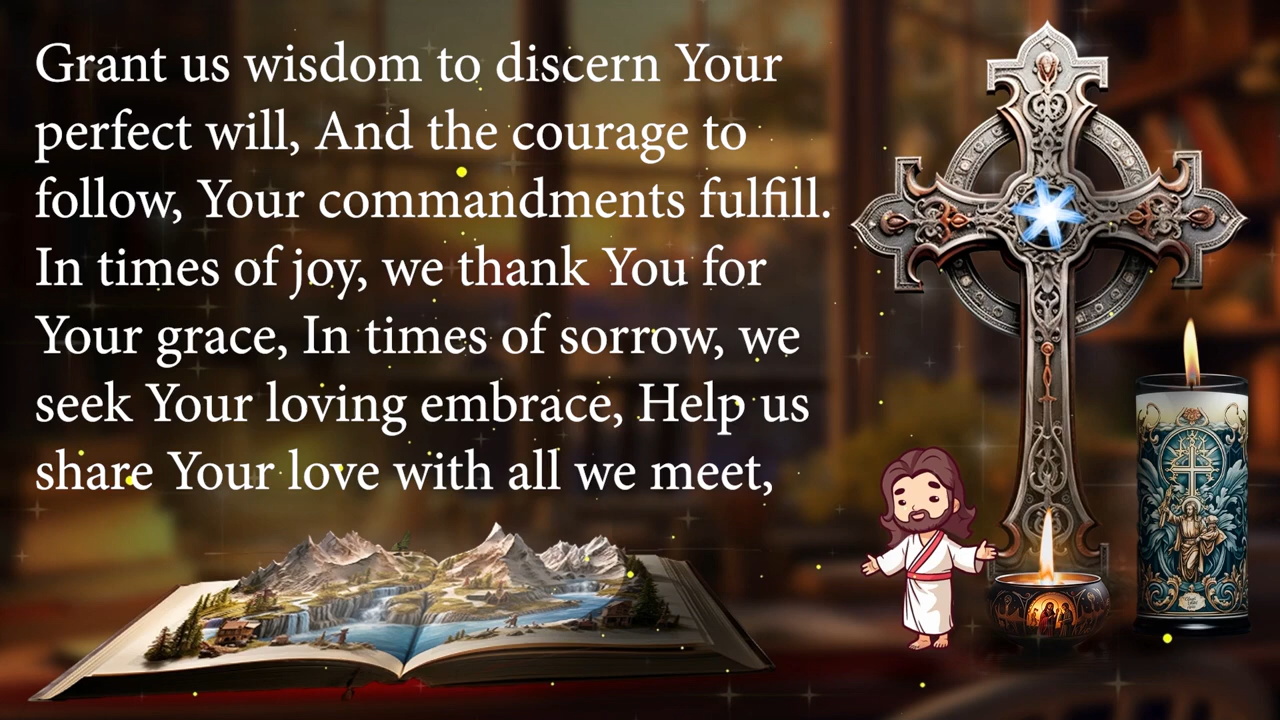 Grant us wisdom to discern Your
perfect will, And the courage to
follow, Your commandments fulfill.
In times of joy, we thank You for
Your grace, In times of sorrow, we
seek Your loving embrace, Help us
share Your love with all we meet,